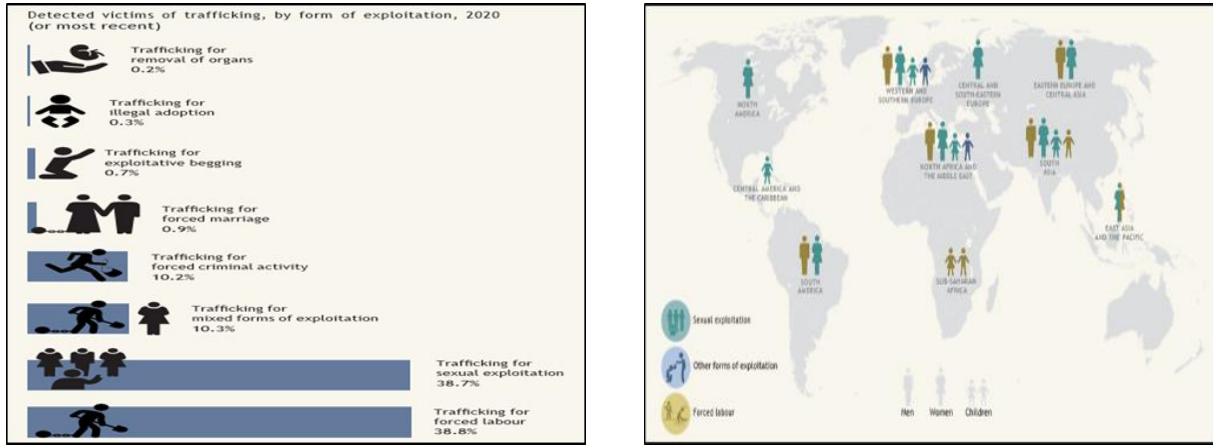 Detected victims of trafficking, by form of exploitation, 2020
(or most recent)
Trafficking for
removal of organs
0.2%
Trafficking for
illegal adoption
0.3%
Trafficking for
exploitative begging
0.7%
Trafficking for
forced marriage
0.9%
Trafficking for
forced criminal activity
10.2%
Trafficking for
mixed forms of exploitation
10.3%
Trafficking for
sexual exploitation
38.7%
Trafficking for
forced labour
38.8%
NORTH
AMERICA
WESTERN AND
SOUTHERN EUROPE
CENTRAL AND
SOUTH-EASTERN
EUROPE
EASTERN EUROPE AND
CENTRAL ASIA
NORTH AFRICA AND
THE MIDDLE EAST
SOUTH
ASIA
CENTRAL AMERICA AND
THE CARIBBEAN
EAST ASIA
AND THE PACIFIC
SOUTH
AMERICA
SUB-SAHARAN
AFRICA
Sexual exploitation
Other forms of exploitation
Forced labour
Men
Women
Children